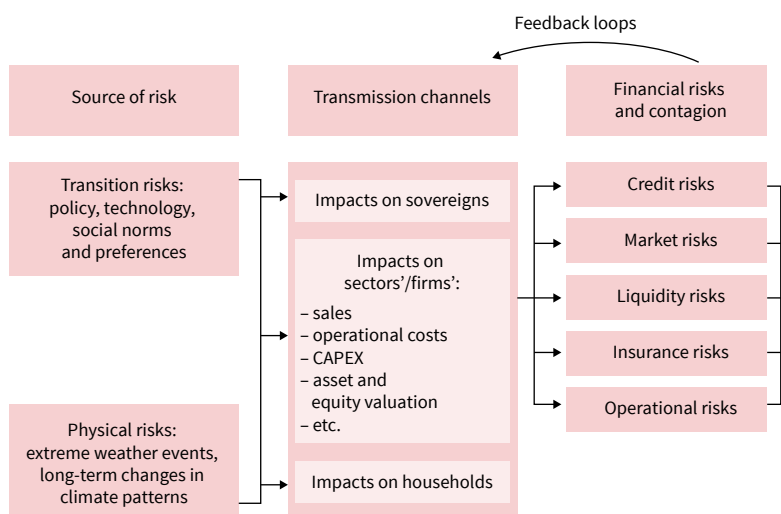 Feedback loops
Source of risk
Transmission channels
Financial risks
and contagion
Transition risks:
policy, technology,
social norms
and preferences
Physical risks:
extreme weather events,
long-term changes in
climate patterns
Impacts on sovereigns
Impacts on
sectors’/firms’:
– sales
– operational costs
– CAPEX
– asset and
equity valuation
– etc.
Impacts on households
Credit risks
Market risks
Liquidity risks
Insurance risks
Operational risks